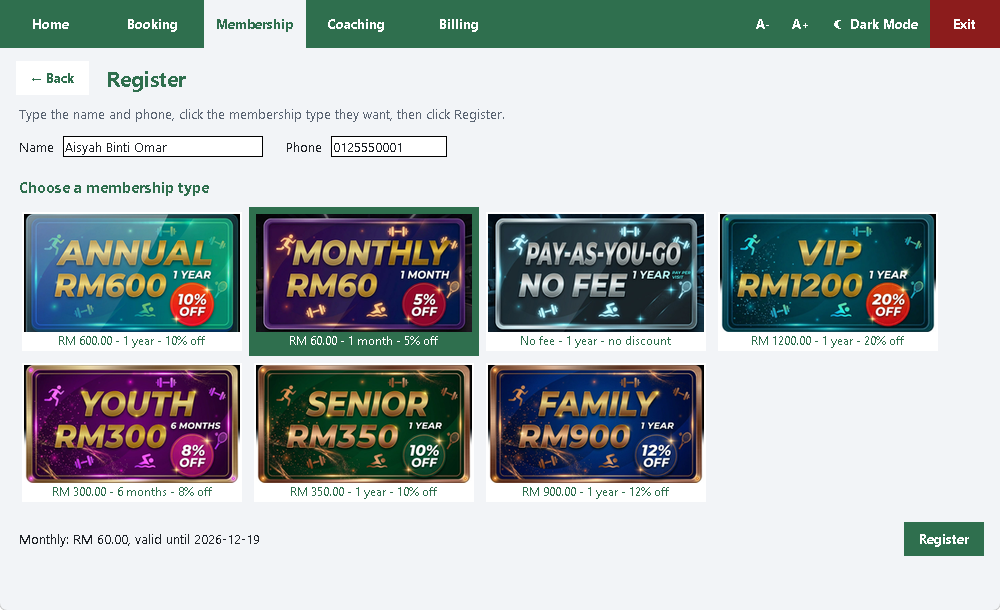 Home Booking Membership Coaching Billing A- A+ ☾ Dark Mode Exit
← Back Register
Type the name and phone, click the membership type they want, then click Register.
Name Aisyah Binti Omar Phone 0125550001
Choose a membership type
ANNUAL
RM600
1 YEAR
10%
OFF
RM 600.00 - 1 year - 10% off
MONTHLY
RM60
1 MONTH
5%
OFF
RM 60.00 - 1 month - 5% off
PAY-AS-YOU-GO
NO FEE
1 YEAR
PAY PER
VISIT
No fee - 1 year - no discount
VIP
RM1200
1 YEAR
20%
OFF
RM 1200.00 - 1 year - 20% off
YOUTH
RM300
6 MONTHS
8%
OFF
RM 300.00 - 6 months - 8% off
SENIOR
RM350
1 YEAR
10%
OFF
RM 350.00 - 1 year - 10% off
FAMILY
RM900
1 YEAR
12%
OFF
RM 900.00 - 1 year - 12% off
Monthly: RM 60.00, valid until 2026-12-19
Register